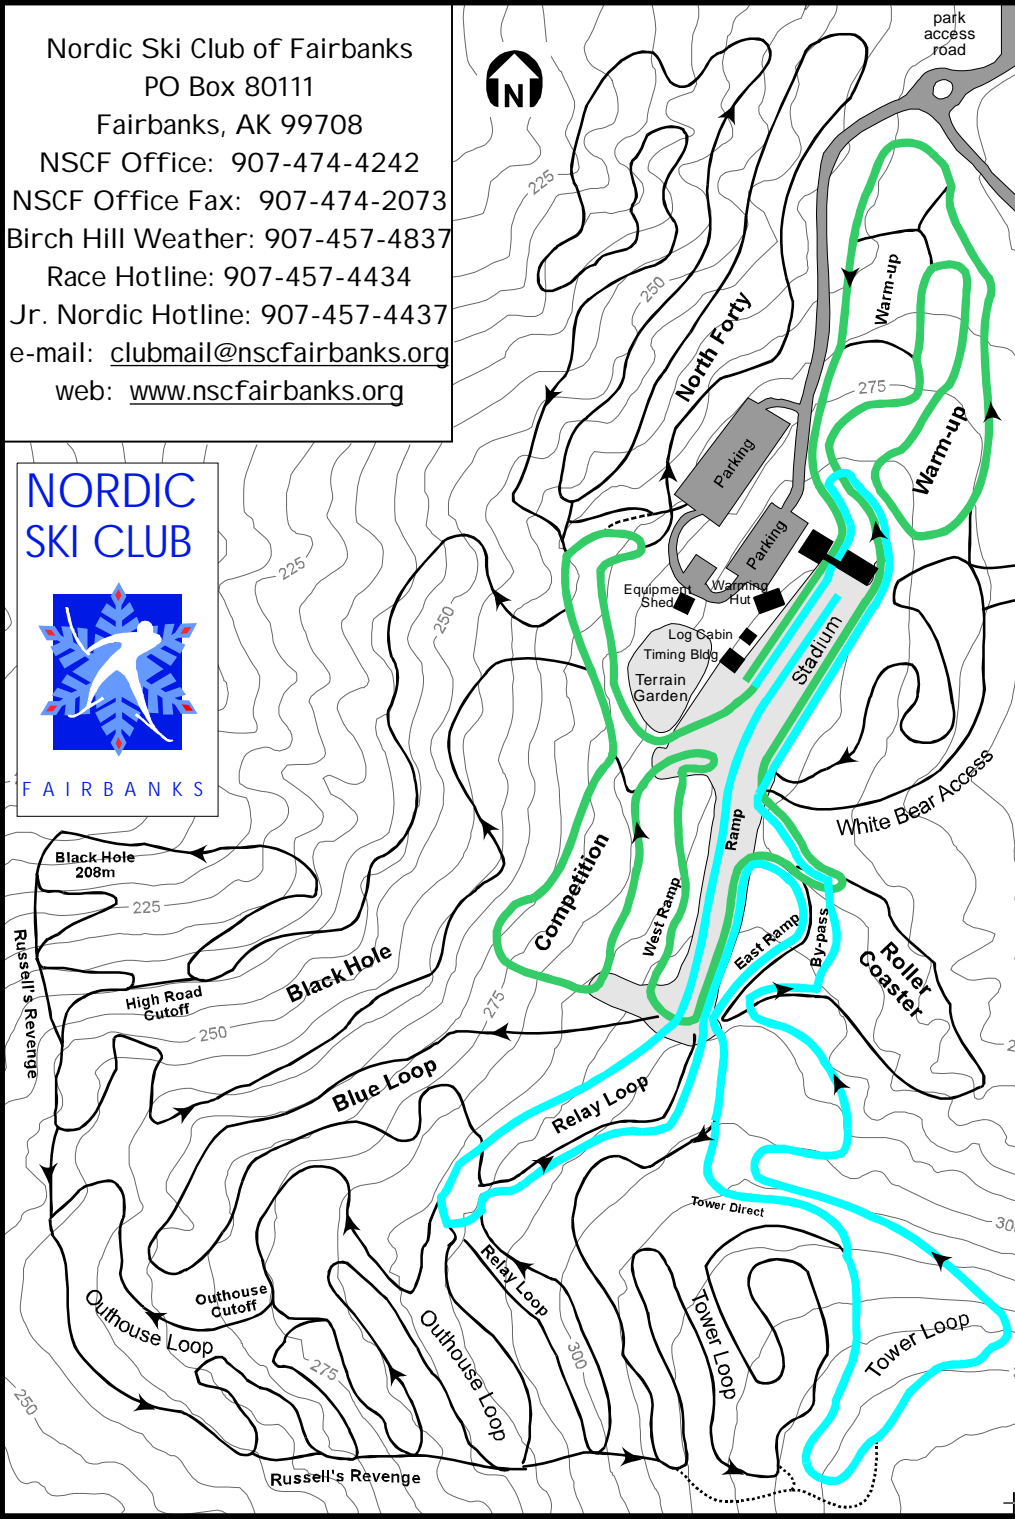 Nordic Ski Club of Fairbanks
PO Box 80111
Fairbanks, AK 99708
NSCF Office: 907-474-4242
NSCF Office Fax: 907-474-2073
Birch Hill Weather: 907-457-4837
Race Hotline: 907-457-4434
Jr. Nordic Hotline: 907-457-4437
e-mail: clubmail@nscfairbanks.org
web: www.nscfairbanks.org
NORDIC
SKI CLUB
FAIRBANKS
park
access
road
N
225
250
North Forty
Warm-up
275
Warm-up
Parking
Parking
Equipment
Shed
Warming
Hut
Log Cabin
Timing Bldg
Terrain
Garden
Stadium
225
250
White Bear Access
Ramp
Competition
West Ramp
East Ramp
By-pass
Roller
Coaster
Black Hole
208m
225
Russell's Revenge
High Road
Cutoff
Black Hole
250
275
Blue Loop
Relay Loop
Tower Direct
Relay Loop
Outhouse
Cutoff
Outhouse Loop
Outhouse Loop
275
300
Tower Loop
Tower Loop
250
Russell's Revenge